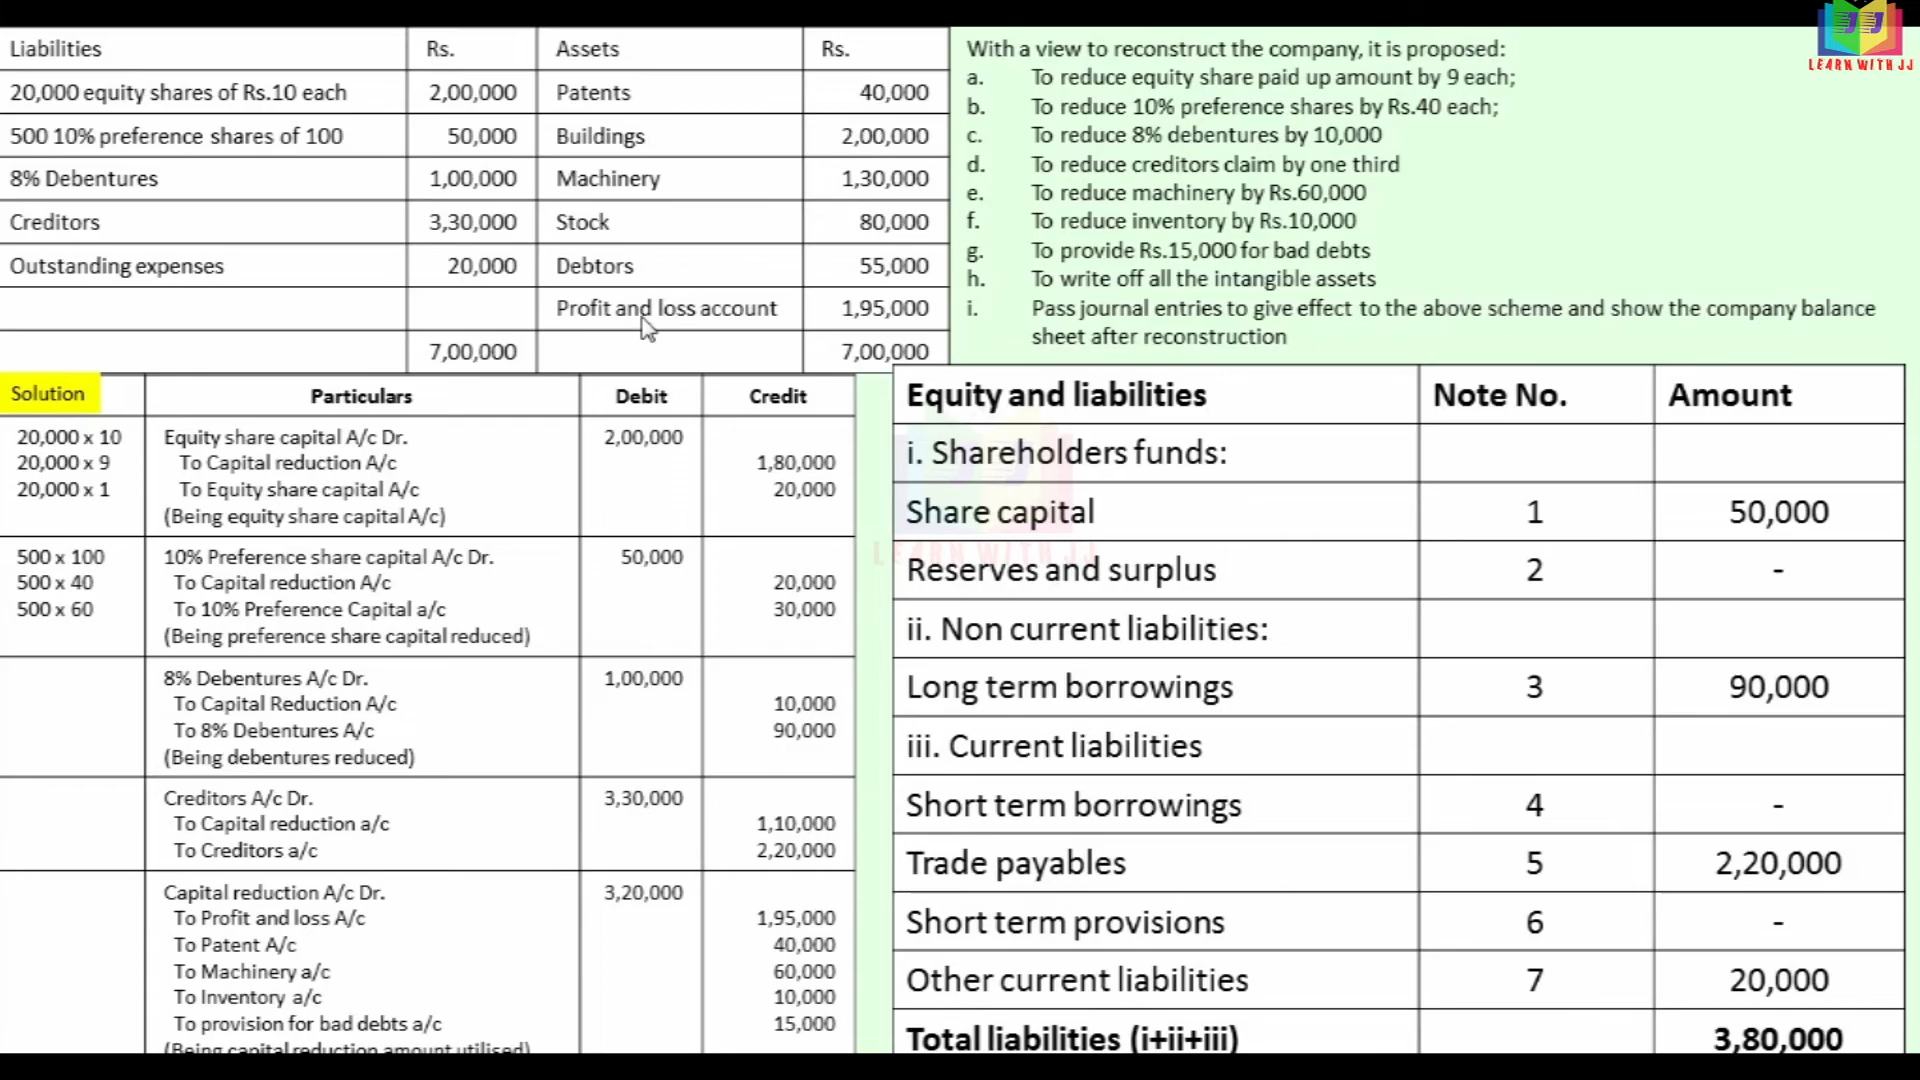 LEARN WITH JJ
Liabilities Rs. Assets Rs.
20,000 equity shares of Rs.10 each 2,00,000 Patents 40,000
500 10% preference shares of 100 50,000 Buildings 2,00,000
8% Debentures 1,00,000 Machinery 1,30,000
Creditors 3,30,000 Stock 80,000
Outstanding expenses 20,000 Debtors 55,000
Profit and loss account 1,95,000
7,00,000 7,00,000
With a view to reconstruct the company, it is proposed:
a. To reduce equity share paid up amount by 9 each;
b. To reduce 10% preference shares by Rs.40 each;
c. To reduce 8% debentures by 10,000
d. To reduce creditors claim by one third
e. To reduce machinery by Rs.60,000
f. To reduce inventory by Rs.10,000
g. To provide Rs.15,000 for bad debts
h. To write off all the intangible assets
i. Pass journal entries to give effect to the above scheme and show the company balance
sheet after reconstruction
Solution Particulars Debit Credit
20,000 x 10 Equity share capital A/c Dr. 2,00,000
20,000 x 9 To Capital reduction A/c 1,80,000
20,000 x 1 To Equity share capital A/c 20,000
(Being equity share capital A/c)
500 x 100 10% Preference share capital A/c Dr. 50,000
500 x 40 To Capital reduction A/c 20,000
500 x 60 To 10% Preference Capital a/c 30,000
(Being preference share capital reduced)
8% Debentures A/c Dr. 1,00,000
To Capital Reduction A/c 10,000
To 8% Debentures A/c 90,000
(Being debentures reduced)
Creditors A/c Dr. 3,30,000
To Capital reduction a/c 1,10,000
To Creditors a/c 2,20,000
Capital reduction A/c Dr. 3,20,000
To Profit and loss A/c 1,95,000
To Patent A/c 40,000
To Machinery a/c 60,000
To Inventory a/c 10,000
To provision for bad debts a/c 15,000
(Being capital reduction amount utilised)
Equity and liabilities Note No. Amount
i. Shareholders funds:
Share capital 1 50,000
LEARN WITH JJ
Reserves and surplus 2 -
ii. Non current liabilities:
Long term borrowings 3 90,000
iii. Current liabilities
Short term borrowings 4 -
Trade payables 5 2,20,000
Short term provisions 6 -
Other current liabilities 7 20,000
Total liabilities (i+ii+iii) 3,80,000